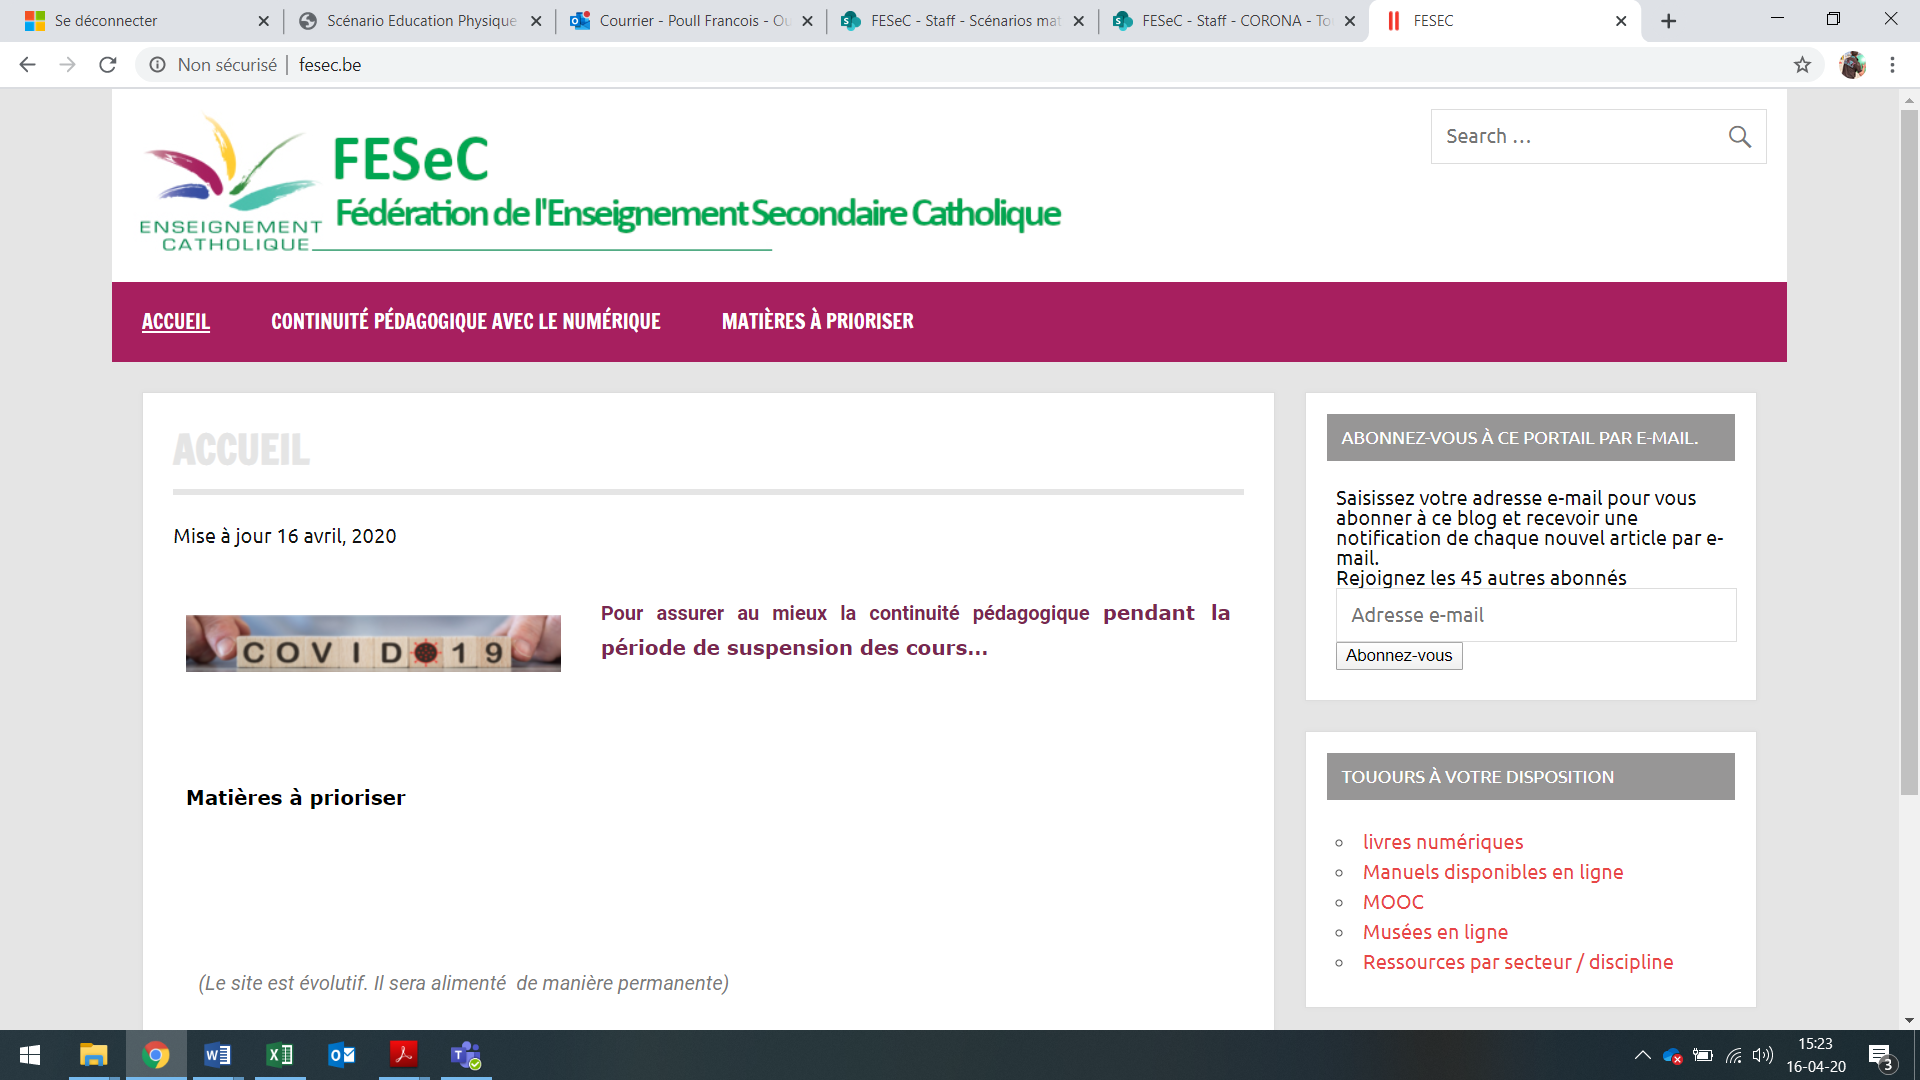 Se déconnecter
Scénario Education Physique
Courrier - Poull Francois - Ou
FESeC - Staff - Scénarios mat
FESeC - Staff - CORONA - To
FESEC
Non sécurisé
fesec.be
ENSEIGNEMENT
CATHOLIQUE
FESeC
Fédération de l'Enseignement Secondaire Catholique
Search …
ACCUEIL
CONTINUITÉ PÉDAGOGIQUE AVEC LE NUMÉRIQUE
MATIÈRES À PRIORISER
ACCUEIL
Mise à jour 16 avril, 2020
COVID 19
Pour assurer au mieux la continuité pédagogique pendant la
période de suspension des cours…
Matières à prioriser
(Le site est évolutif. Il sera alimenté  de manière permanente)
ABONNEZ-VOUS À CE PORTAIL PAR E-MAIL.
Saisissez votre adresse e-mail pour vous
abonner à ce blog et recevoir une
notification de chaque nouvel article par e-
mail.
Rejoignez les 45 autres abonnés
Adresse e-mail
Abonnez-vous
TOUOURS À VOTRE DISPOSITION
livres numériques
Manuels disponibles en ligne
MOOC
Musées en ligne
Ressources par secteur / discipline
15:23
16-04-20
3